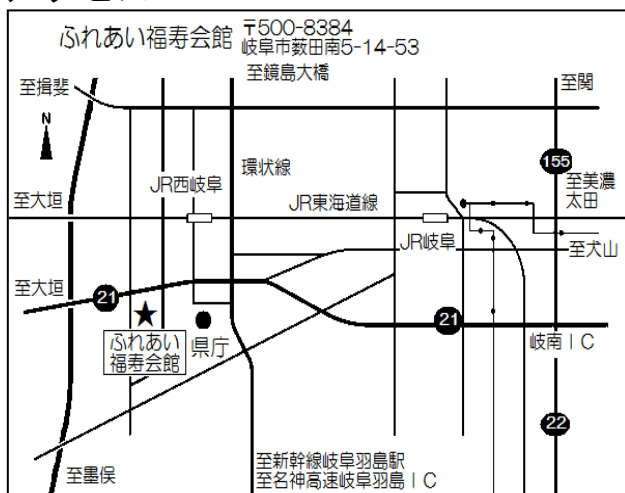 ふれあい福寿会館 〒500-8384
岐阜市薮田南5-14-53
至鏡島大橋
至揖斐
至関
N
155
環状線
JR西岐阜
至美濃
太田
至大垣
JR東海道線
JR岐阜
至犬山
至大垣
21
21
ふれあい
福寿会館
県庁
岐南IC
22
至新幹線岐阜羽島駅
至墨俣
至名神高速岐阜羽島IC